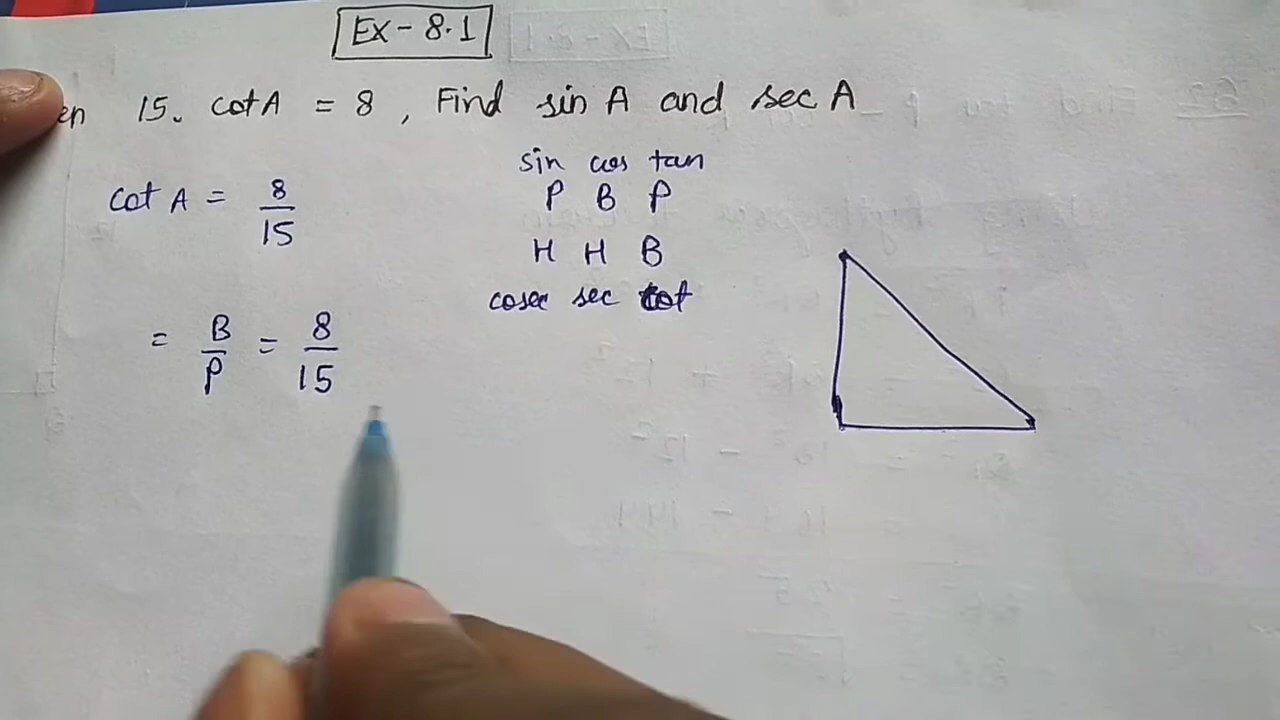 Ex - 8.1
en 15. cot A = 8 , Find sin A and sec A
sin cos tan
P B P
H H B
cosec sec cot
cot A = 8/15
= B/P = 8/15